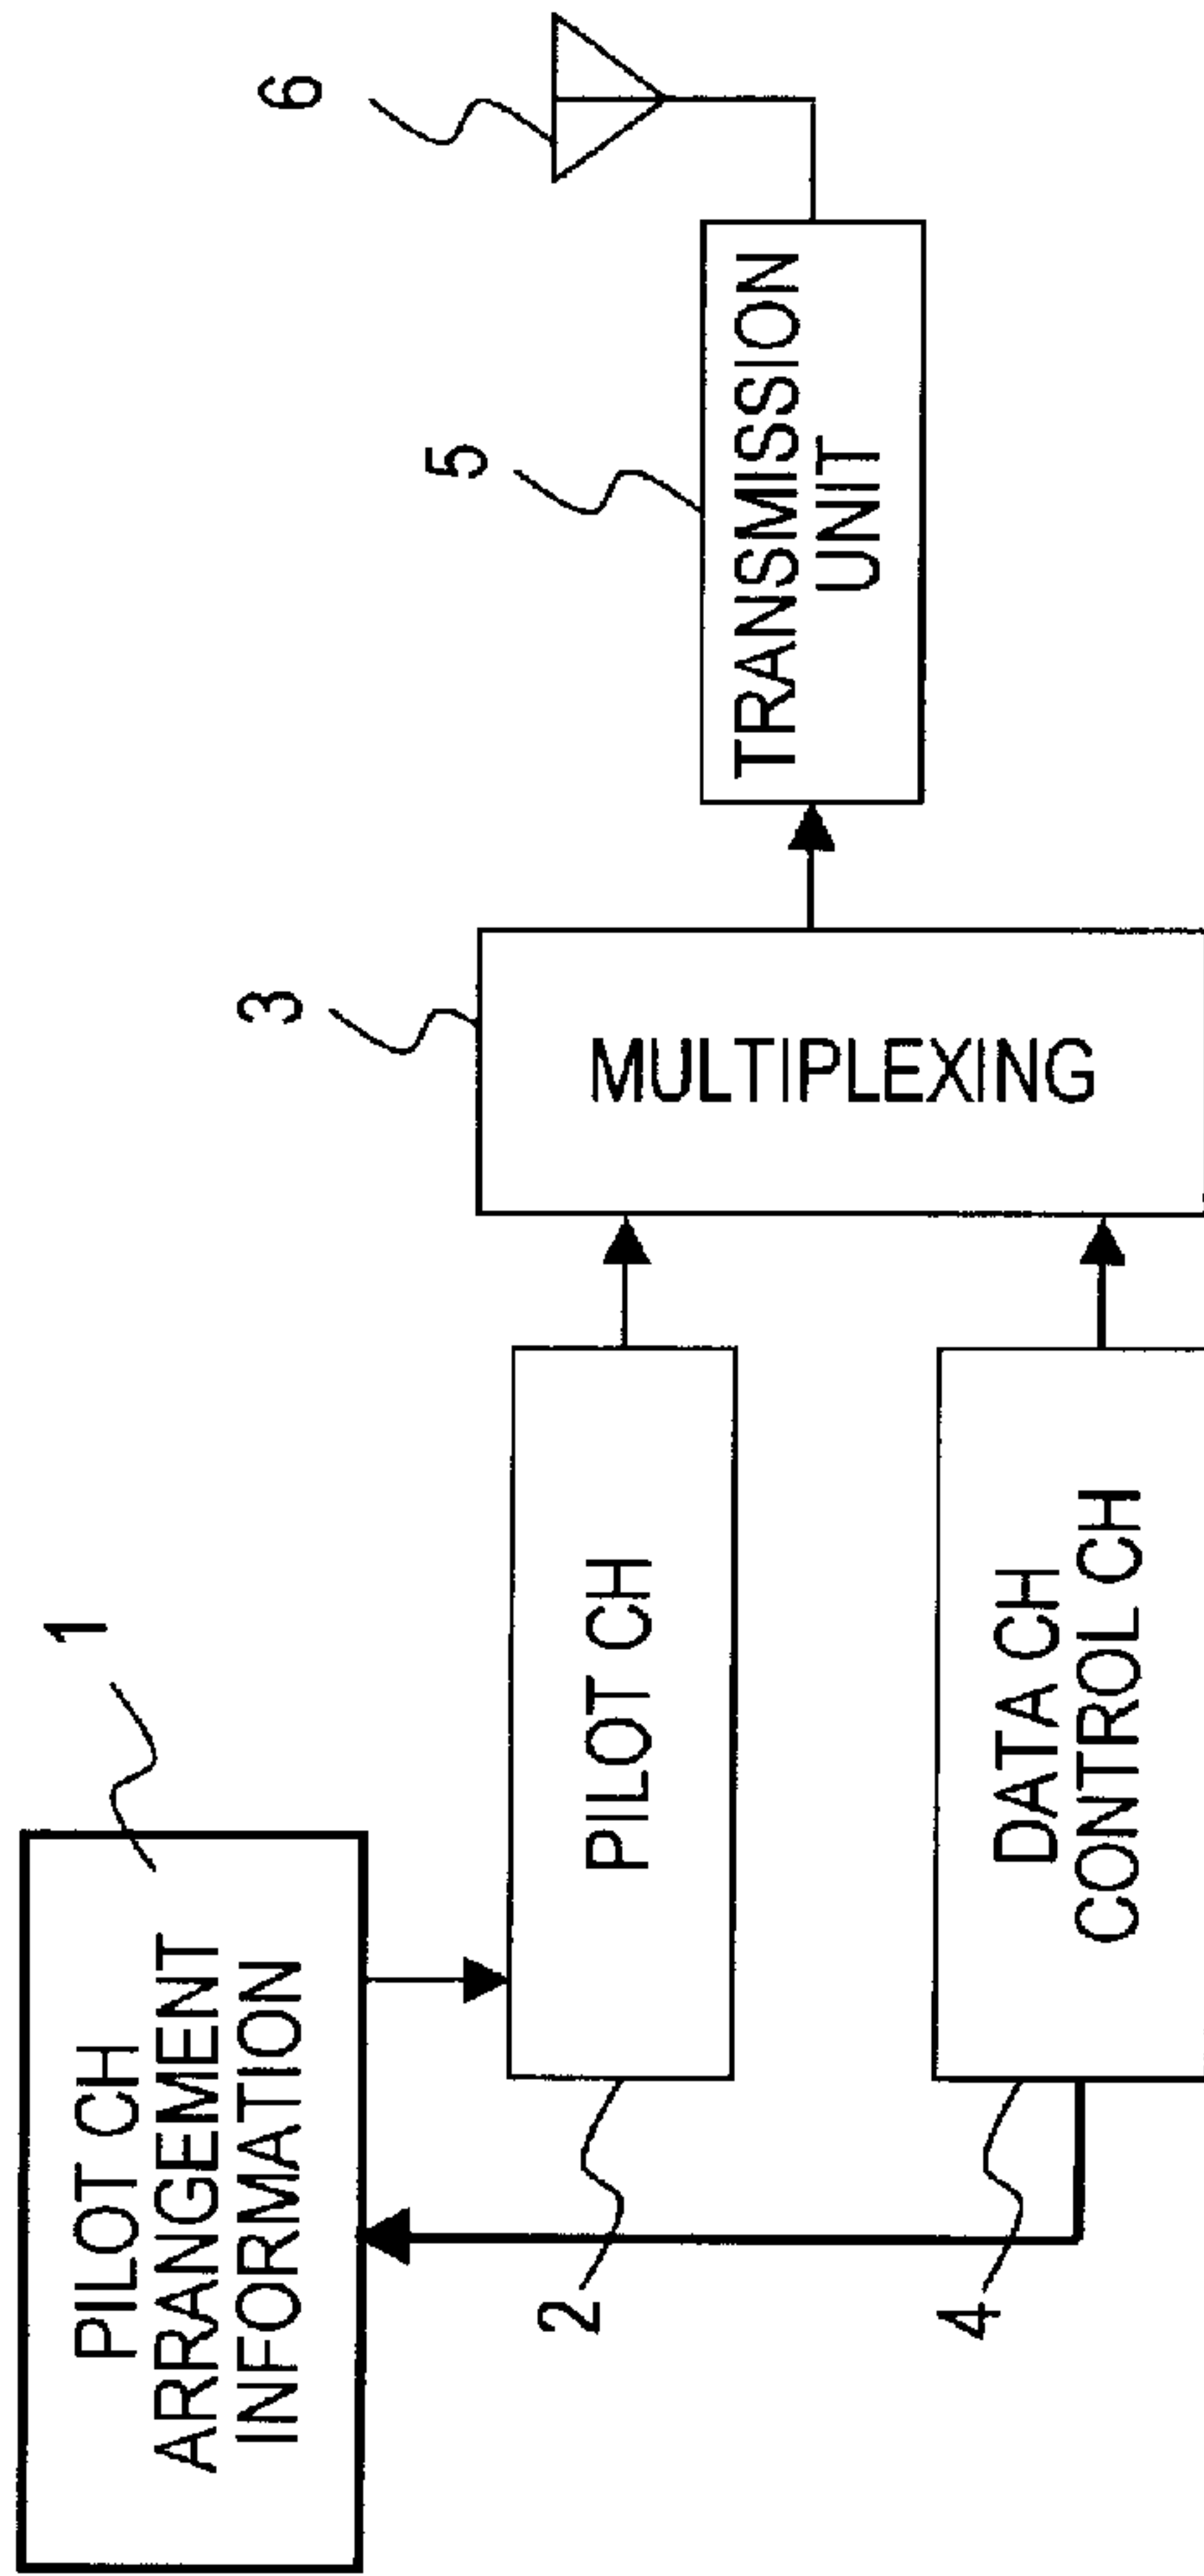 1
PILOT CH
ARRANGEMENT
INFORMATION
2
PILOT CH
3
MULTIPLEXING
5
TRANSMISSION
UNIT
6
4
DATA CH
CONTROL CH